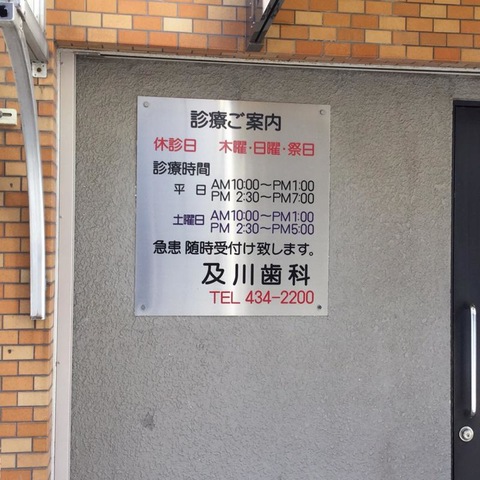 診療ご案内
休診日 木曜・日曜・祭日
診療時間
平日 AM10:00〜PM1:00
PM 2:30〜PM7:00
土曜日 AM10:00〜PM1:00
PM 2:30〜PM5:00
急患 随時受付け致します。
及川歯科
TEL 434-2200